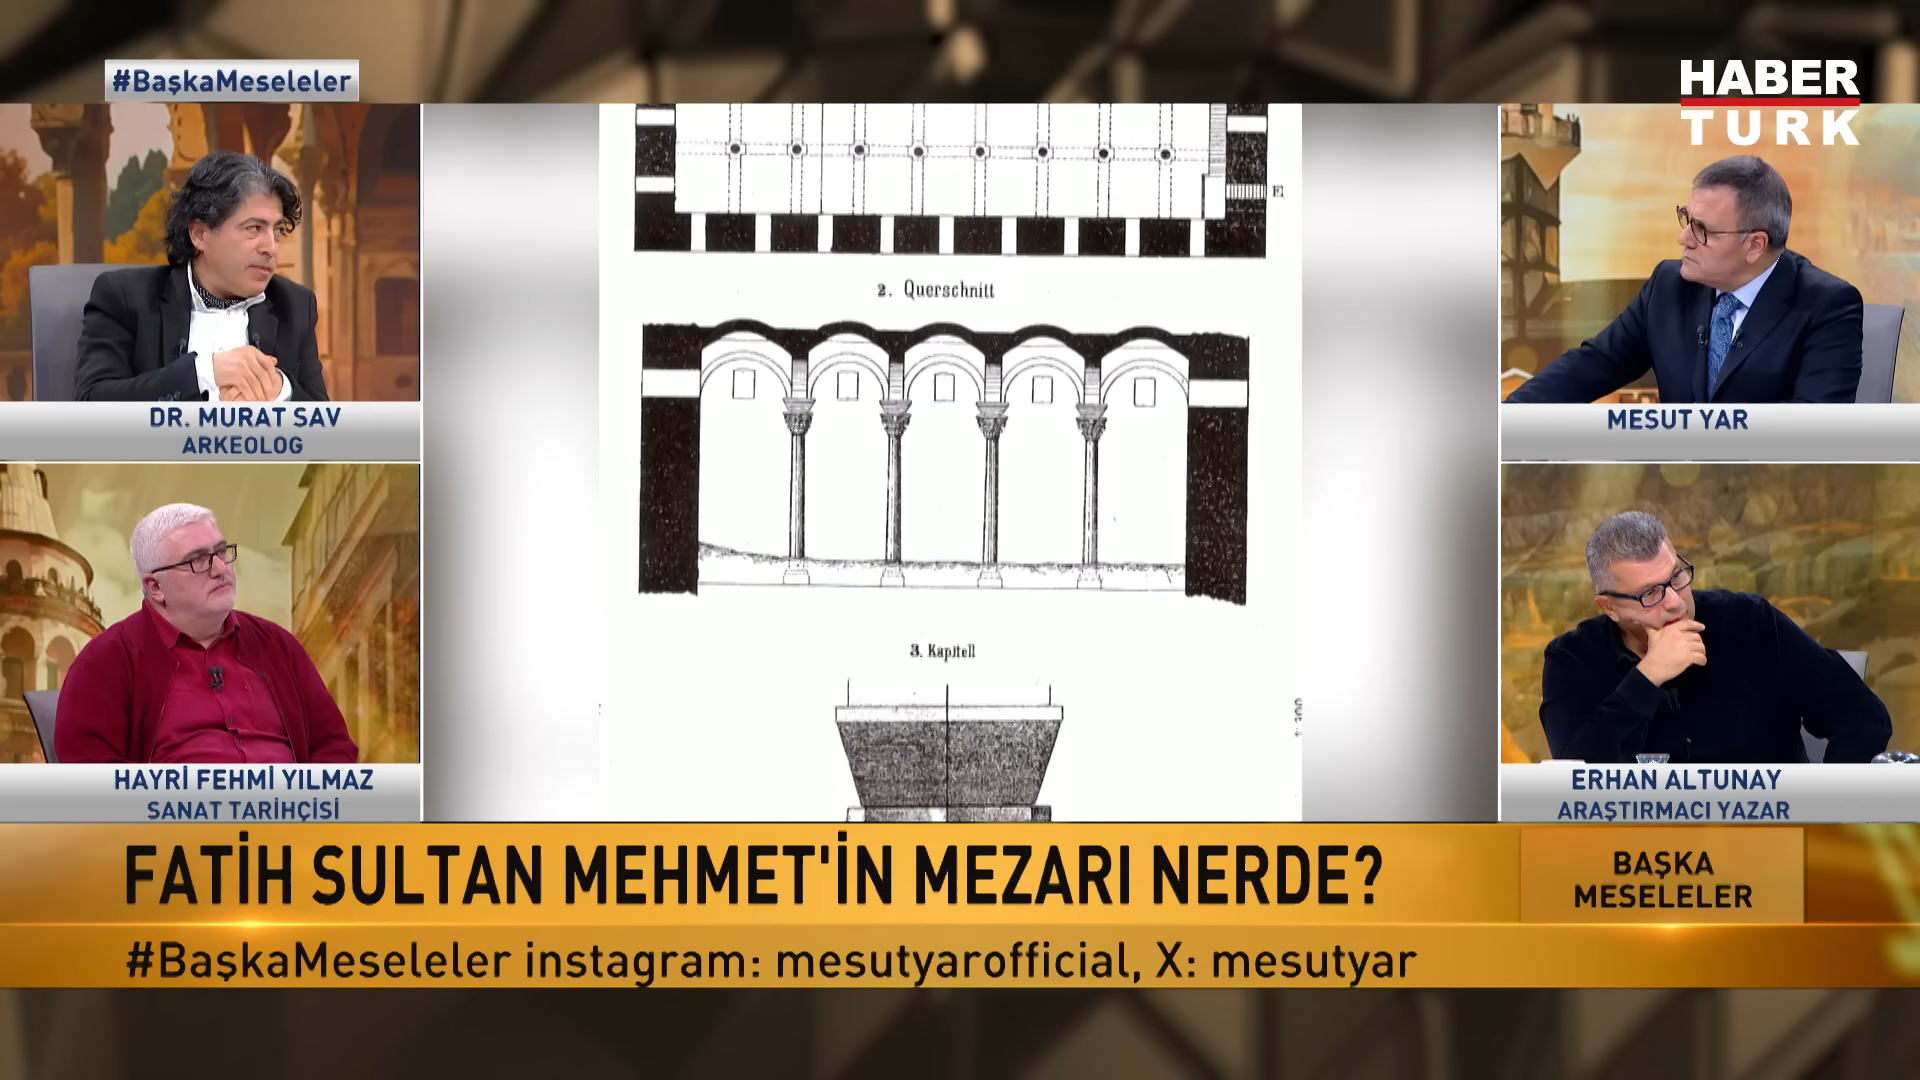 #BaşkaMeseleler
HABER
TURK
E
2. Querschnitt
3. Kapitell
DR. MURAT SAV
ARKEOLOG
MESUT YAR
HAYRİ FEHMİ YILMAZ
SANAT TARİHÇİSİ
ERHAN ALTUNAY
ARAŞTIRMACI YAZAR
FATİH SULTAN MEHMET'İN MEZARI NERDE?
BAŞKA
MESELELER
#BaşkaMeseleler instagram: mesutyarofficial, X: mesutyar